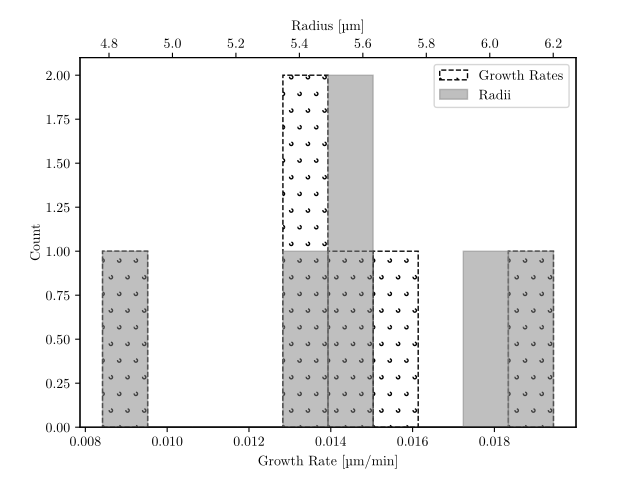 Radius [µm]
4.8 5.0 5.2 5.4 5.6 5.8 6.0 6.2
Growth Rates
Radii
2.00
1.75
1.50
1.25
1.00
0.75
0.50
0.25
0.00
Count
0.008 0.010 0.012 0.014 0.016 0.018
Growth Rate [µm/min]